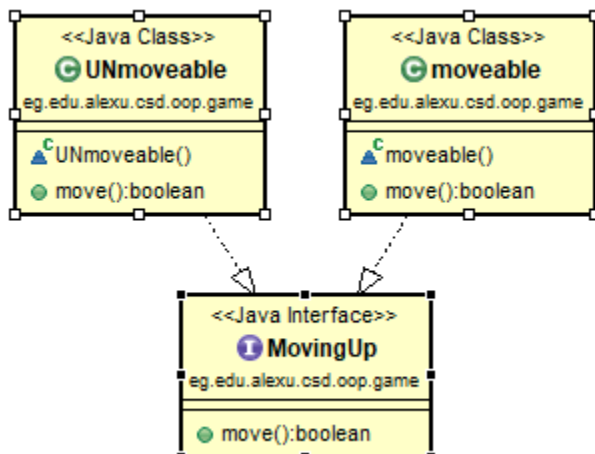 <<Java Class>>
C UNmoveable
eg.edu.alexu.csd.oop.game
C UNmoveable()
move():boolean
<<Java Class>>
C moveable
eg.edu.alexu.csd.oop.game
C moveable()
move():boolean
<<Java Interface>>
I MovingUp
eg.edu.alexu.csd.oop.game
move():boolean